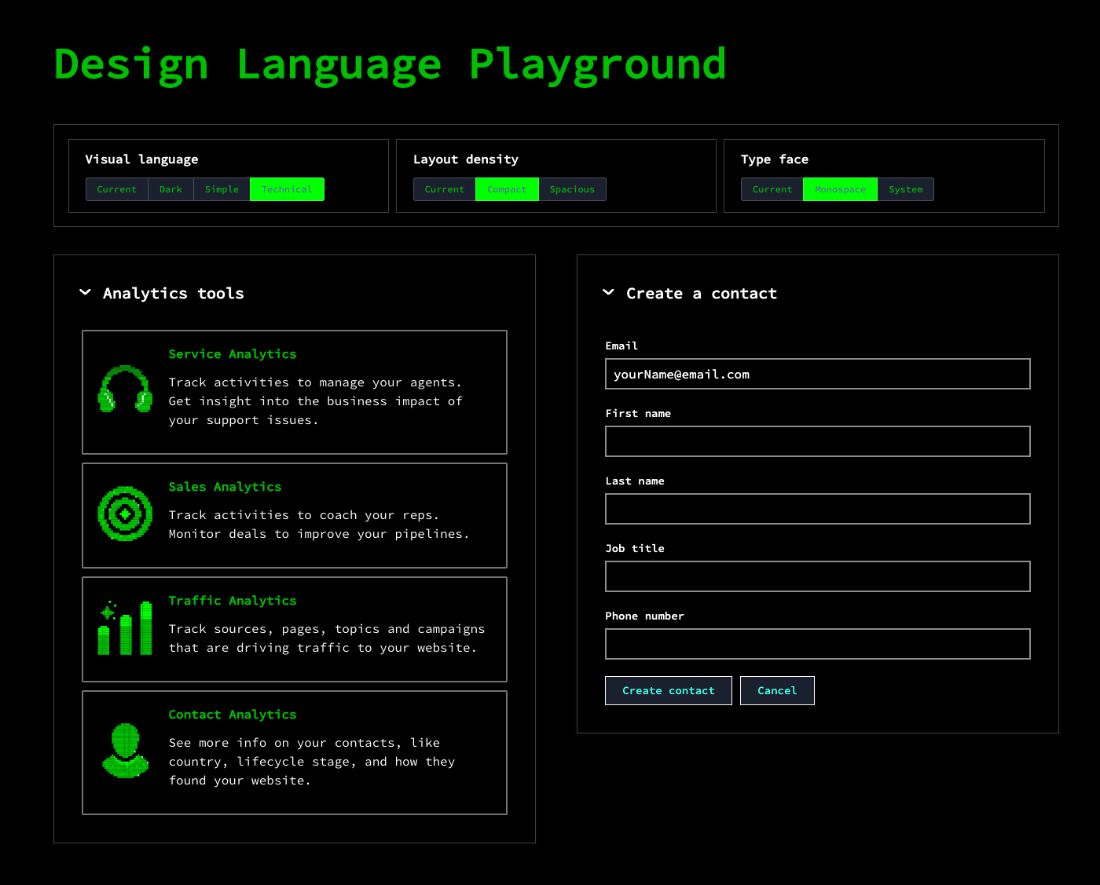 Design Language Playground
Visual language
Current Dark Simple Technical
Layout density
Current Compact Spacious
Type face
Current Monospace System
Analytics tools
Service Analytics
Track activities to manage your agents.
Get insight into the business impact of
your support issues.
Sales Analytics
Track activities to coach your reps.
Monitor deals to improve your pipelines.
Traffic Analytics
Track sources, pages, topics and campaigns
that are driving traffic to your website.
Contact Analytics
See more info on your contacts, like
country, lifecycle stage, and how they
found your website.
Create a contact
Email
yourName@email.com
First name
Last name
Job title
Phone number
Create contact Cancel